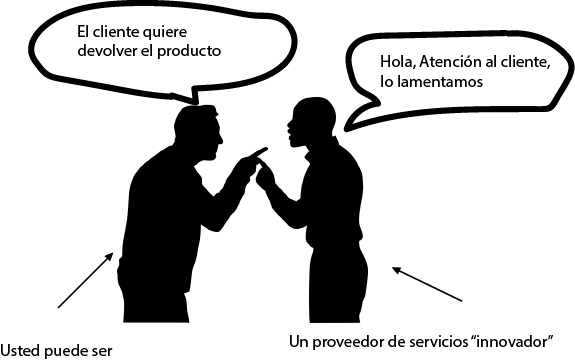 El cliente quiere
devolver el producto
Hola, Atención al cliente,
lo lamentamos
Usted puede ser
Un proveedor de servicios “innovador”